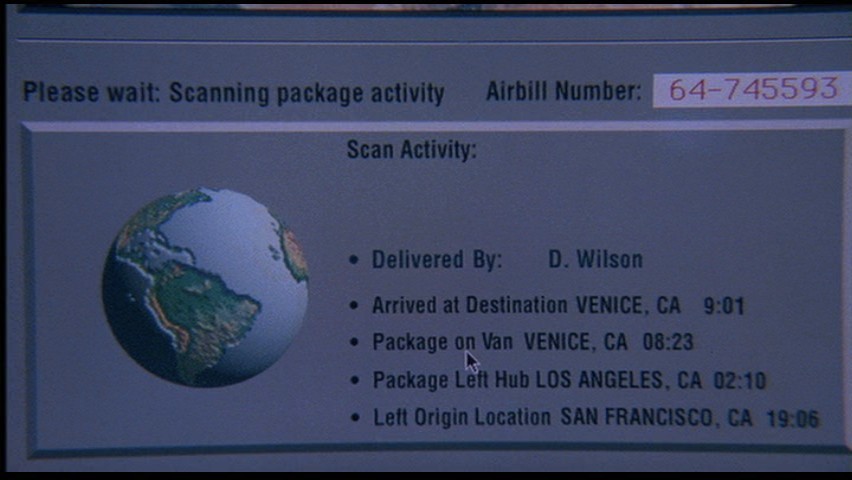 Please wait: Scanning package activity Airbill Number: 64-745593
Scan Activity:
• Delivered By: D. Wilson
• Arrived at Destination VENICE, CA 9:01
• Package on Van VENICE, CA 08:23
• Package Left Hub LOS ANGELES, CA 02:10
• Left Origin Location SAN FRANCISCO, CA 19:06